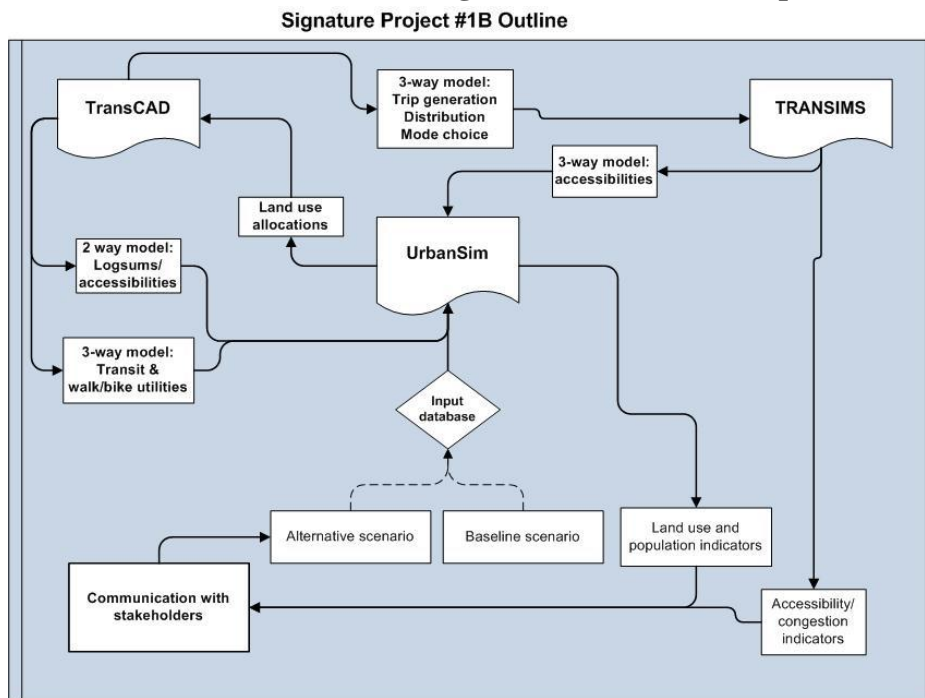 Signature Project #1B Outline
TransCAD
3-way model:
Trip generation
Distribution
Mode choice
TRANSIMS
3-way model:
accessibilities
Land use
allocations
UrbanSim
2 way model:
Logsums/
accessibilities
3-way model:
Transit &
walk/bike utilities
Input
database
Alternative scenario
Baseline scenario
Land use and
population indicators
Communication with
stakeholders
Accessibility/
congestion
indicators